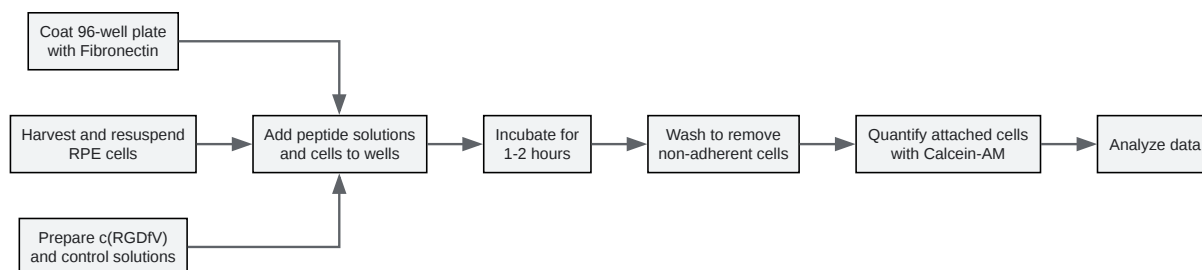 Coat 96-well plate
with Fibronectin
Harvest and resuspend
RPE cells
Add peptide solutions
and cells to wells
Incubate for
1-2 hours
Wash to remove
non-adherent cells
Quantify attached cells
with Calcein-AM
Analyze data
Prepare c(RGDfV)
and control solutions